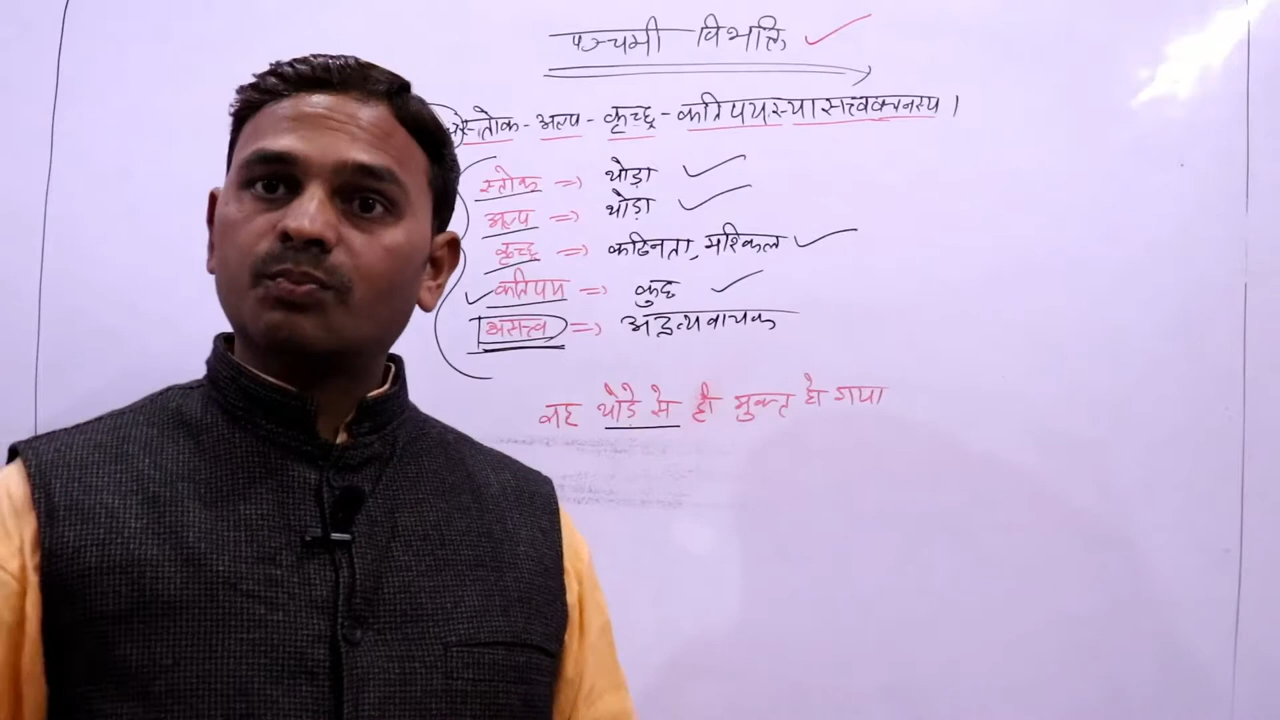 पञ्चमी विभक्ति
स्तोक - अल्प - कृच्छ्र - कतिपयस्यासत्त्ववचनस्य ।
स्तोक => थोड़ा
अल्प => थोड़ा
कृच्छ्र => कठिनता, मुश्किल
कतिपय => कुछ
असत्त्व => अद्रव्यवाचक
वह थोड़े से ही मुक्त हो गया